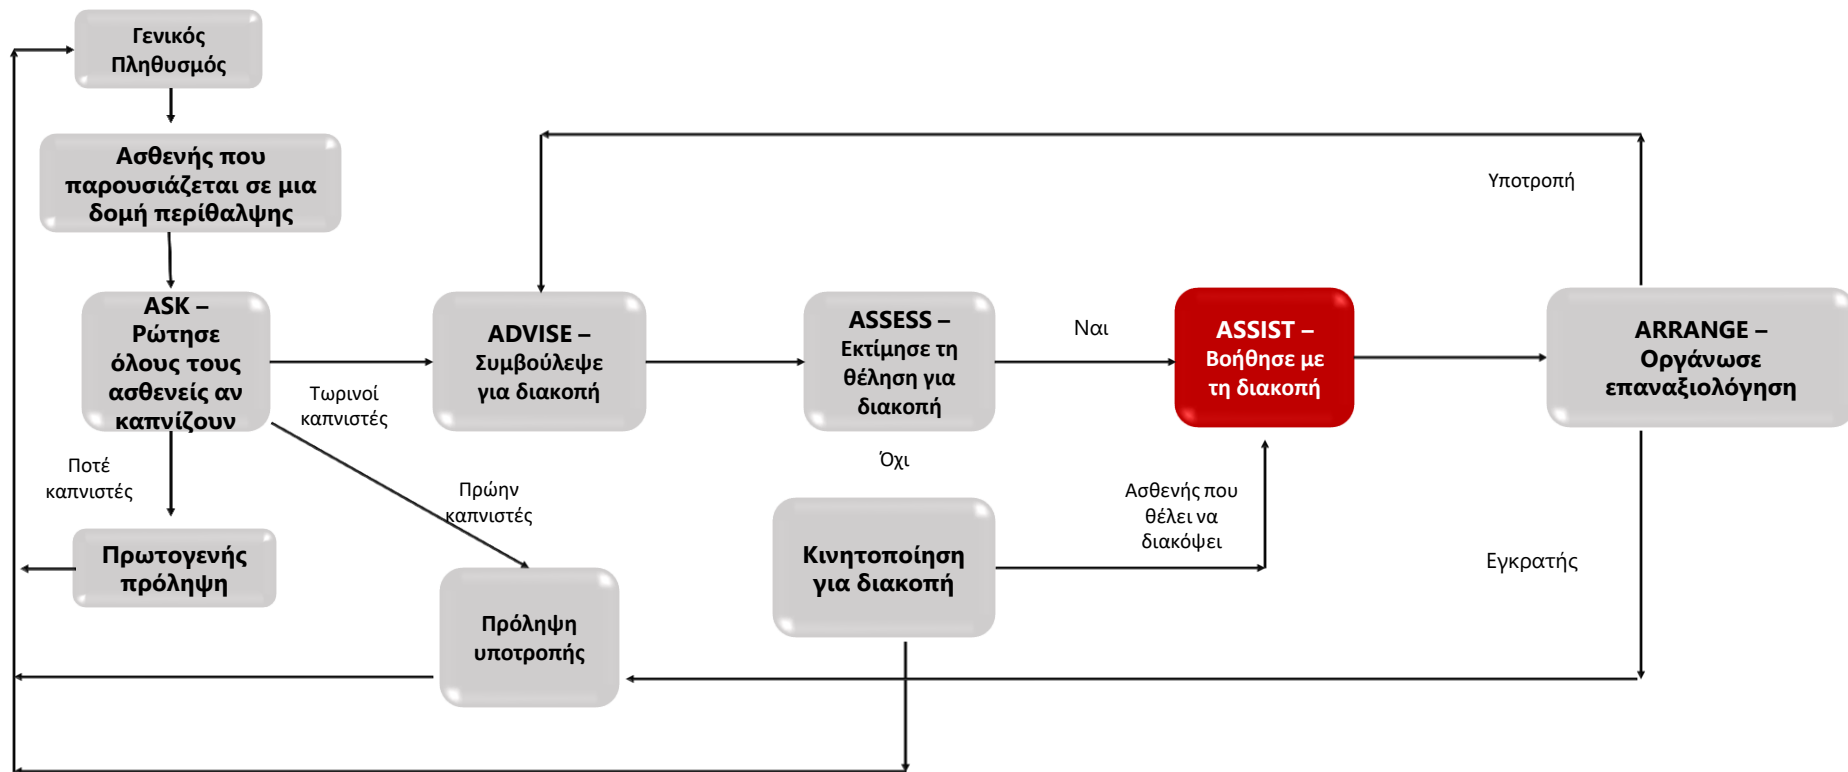 Γενικός
Πληθυσμός
Ασθενής που
παρουσιάζεται σε μια
δομή περίθαλψης
ASK –
Ρώτησε
όλους τους
ασθενείς αν
καπνίζουν
Τωρινοί
καπνιστές
ADVISE –
Συμβούλεψε
για διακοπή
ASSESS –
Εκτίμησε τη
θέληση για
διακοπή
Ναι
ASSIST –
Βοήθησε με
τη διακοπή
ARRANGE –
Οργάνωσε
επαναξιολόγηση
Υποτροπή
Ποτέ
καπνιστές
Πρώην
καπνιστές
Όχι
Ασθενής που
θέλει να
διακόψει
Εγκρατής
Πρωτογενής
πρόληψη
Πρόληψη
υποτροπής
Κινητοποίηση
για διακοπή